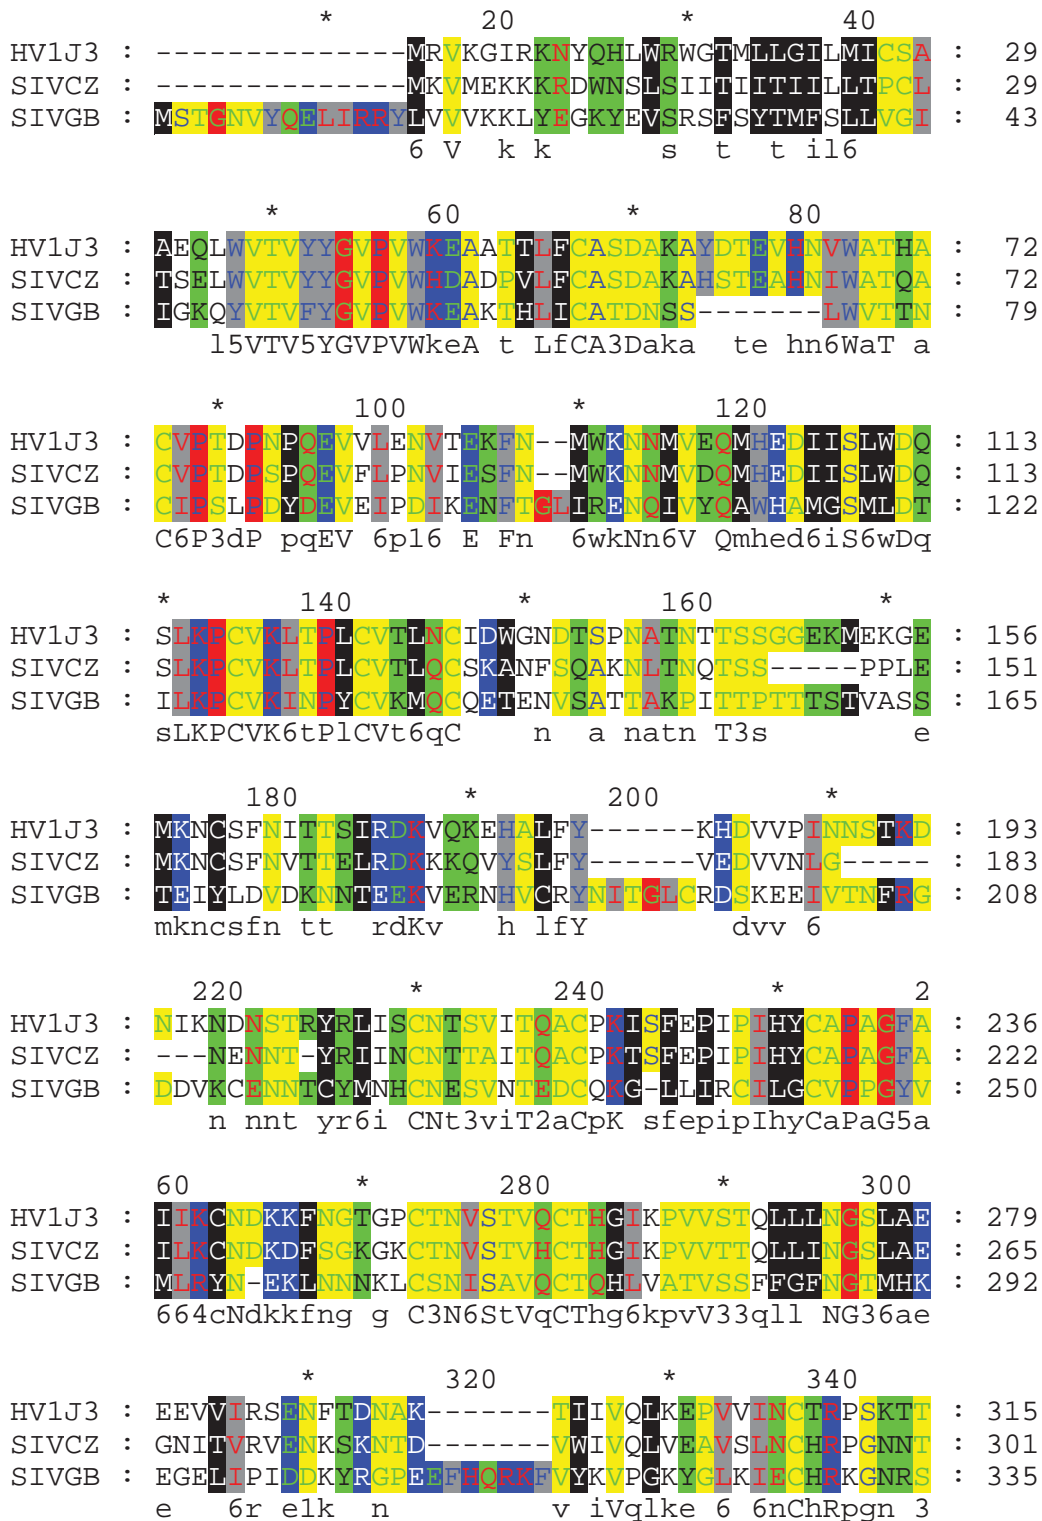 * 20 * 40
HV1J3 : --------------MRVKGIRKNYQHLWRWGTMLLGILMICSA : 29
SIVCZ : --------------MKVMEKKKRDWNSLSIITIITIILLTPCL : 29
SIVGB : MSTGNVYQELIRRYLVVVKKLYEGKYEVSRSFSYTMFSLLVGI : 43
6 V k k s t t il6
* 60 * 80
HV1J3 : AEQLWVTVYYGVPVWKEAATTLFCASDAKAYDTEVHNVWATHA : 72
SIVCZ : TSELWVTVYYGVPVWHDADPVLFCASDAKAHSTEAHNIWATQA : 72
SIVGB : IGKQYVTVFYGVPVWKEAKTHLICATDNSS-------LWVTTN : 79
l5VTV5YGVPVWkeA t LfCA3Daka te hn6WaT a
* 100 * 120
HV1J3 : CVPTDPNPQEVVLENVTEKFN--MWKNNMVEQMHEDIISLWDQ : 113
SIVCZ : CVPTDPSPQEVFLPNVIESFN--MWKNNMVDQMHEDIISLWDQ : 113
SIVGB : CIPSLPDYDEVEIPDIKENFTGLIRENQIVYQAWHAMGSMLDT : 122
C6P3dP pqEV 6p16 E Fn 6wkNn6V Qmhed6iS6wDq
* 140 * 160 *
HV1J3 : SLKPCVKLTPLCVTLNCIDWGNDTSPNATNTTSSGGEKMEKGE : 156
SIVCZ : SLKPCVKLTPLCVTLQCSKANFSQAKNLTNQTSS-----PPLE : 151
SIVGB : ILKPCVKINPYCVKMQCQETENVSATTAKPITTPTTTSTVASS : 165
sLKPCVK6tPlCVt6qC n a natn T3s e
180 * 200 *
HV1J3 : MKNCSFNITTSIRDKVQKEHALFY------KHDVVPINNSTKD : 193
SIVCZ : MKNCSFNVTTELRDKKKQVYSLFY------VEDVVNLG----- : 183
SIVGB : TEIYLDVDKNNTEEKVERNHVCRYNITGLCRDSKEEIVTNFRG : 208
mkncsfn tt rdKv h lfY dvv 6
220 * 240 * 2
HV1J3 : NIKNDNSTRYRLISCNTSVITQACPKISFEPIPIHYCAPAGFA : 236
SIVCZ : ---NENNT-YRIINCNTTAITQACPKTSFEPIPIHYCAPAGFA : 222
SIVGB : DDVKCENNTCYMNHCNESVNTEDCQKG-LLIRCILGCVPPGYV : 250
n nnt yr6i CNt3viT2aCpK sfepipIhyCaPaG5a
60 * 280 * 300
HV1J3 : IIKCNDKKFNGTGPCTNVSTVQCTHGIKPVVSTQLLLNGSLAE : 279
SIVCZ : ILKCNDKDFSGKGKCTNVSTVHCTHGIKPVVTTQLLINGSLAE : 265
SIVGB : MLRYN-EKLNNNKLCSNISAVQCTQHLVATVSSFFGFNGTMHK : 292
664cNdkkfng g C3N6StVqCThg6kpvV33qll NG36ae
* 320 * 340
HV1J3 : EEVVIRSENFTDNAK-------TIIVQLKEPVVINCTRPSKTT : 315
SIVCZ : GNITVRVENKSKNTD-------VWIVQLVEAVSLNCHRPGNNT : 301
SIVGB : EGELIPIDDKYRGPEEFHQRKFVYKVPGKYGLKIECHRKGNRS : 335
e 6r elk n v iVqlke 6 6nChRpgn 3